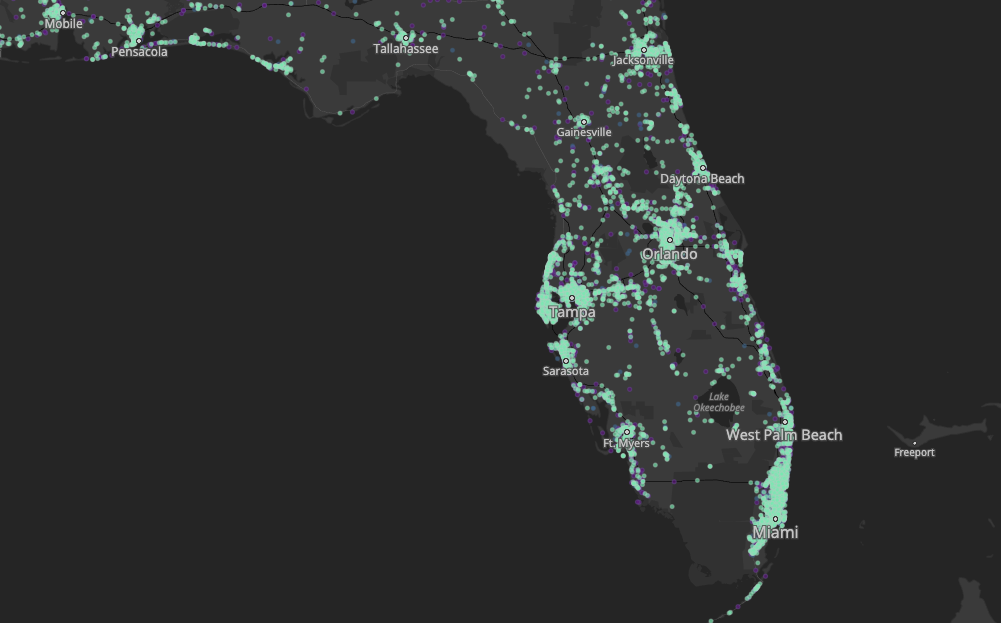 Mobile
Pensacola
Tallahassee
Jacksonville
Gainesville
Daytona Beach
Orlando
Tampa
Sarasota
Lake
Okeechobee
Ft. Myers
West Palm Beach
Freeport
Miami